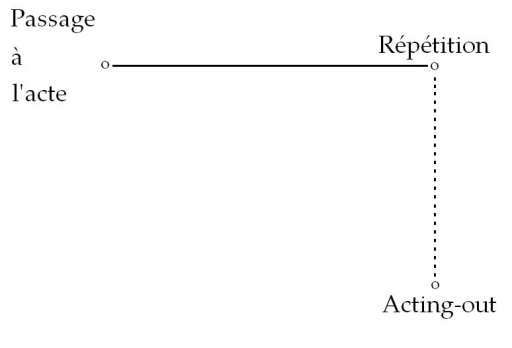 Passage
à
l'acte
Répétition
Acting-out